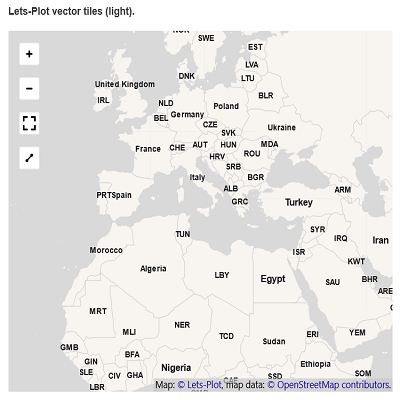 Lets-Plot vector tiles (light).
NOR
SWE
EST
LVA
LTU
DNK
United Kingdom
BLR
IRL
NLD
Poland
BEL
Germany
CZE
Ukraine
SVK
France
CHE
AUT
HUN
MDA
HRV
ROU
SRB
Italy
BGR
ALB
PRT
Spain
GRC
Turkey
ARM
TUN
SYR
IRQ
Iran
Morocco
ISR
Algeria
LBY
Egypt
KWT
SAU
BHR
ARE
MRT
MLI
NER
TCD
Sudan
ERI
YEM
GMB
GIN
BFA
SLE
CIV
GHA
Nigeria
Ethiopia
LBR
SSD
SOM
CAF
Map: © Lets-Plot, map data: © OpenStreetMap contributors.